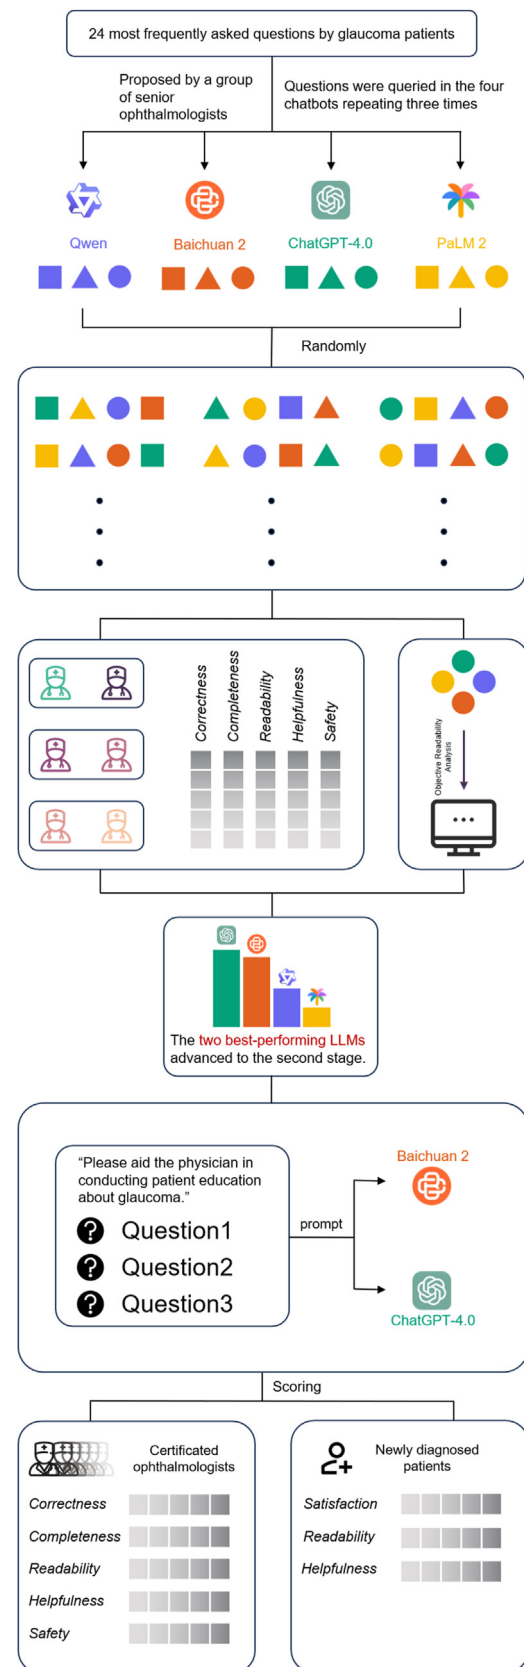 24 most frequently asked questions by glaucoma patients
Proposed by a group
of senior
ophthalmologists
Questions were queried in the four
chatbots repeating three times
Qwen
Baichuan 2
ChatGPT-4.0
PaLM 2
Randomly
Correctness
Completeness
Readability
Helpfulness
Safety
Objective Readability
Analysis
The two best-performing LLMs
advanced to the second stage.
“Please aid the physician in
conducting patient education
about glaucoma.”
? Question1
? Question2
? Question3
prompt
Baichuan 2
ChatGPT-4.0
Scoring
Certificated
ophthalmologists
Correctness
Completeness
Readability
Helpfulness
Safety
Newly diagnosed
patients
Satisfaction
Readability
Helpfulness